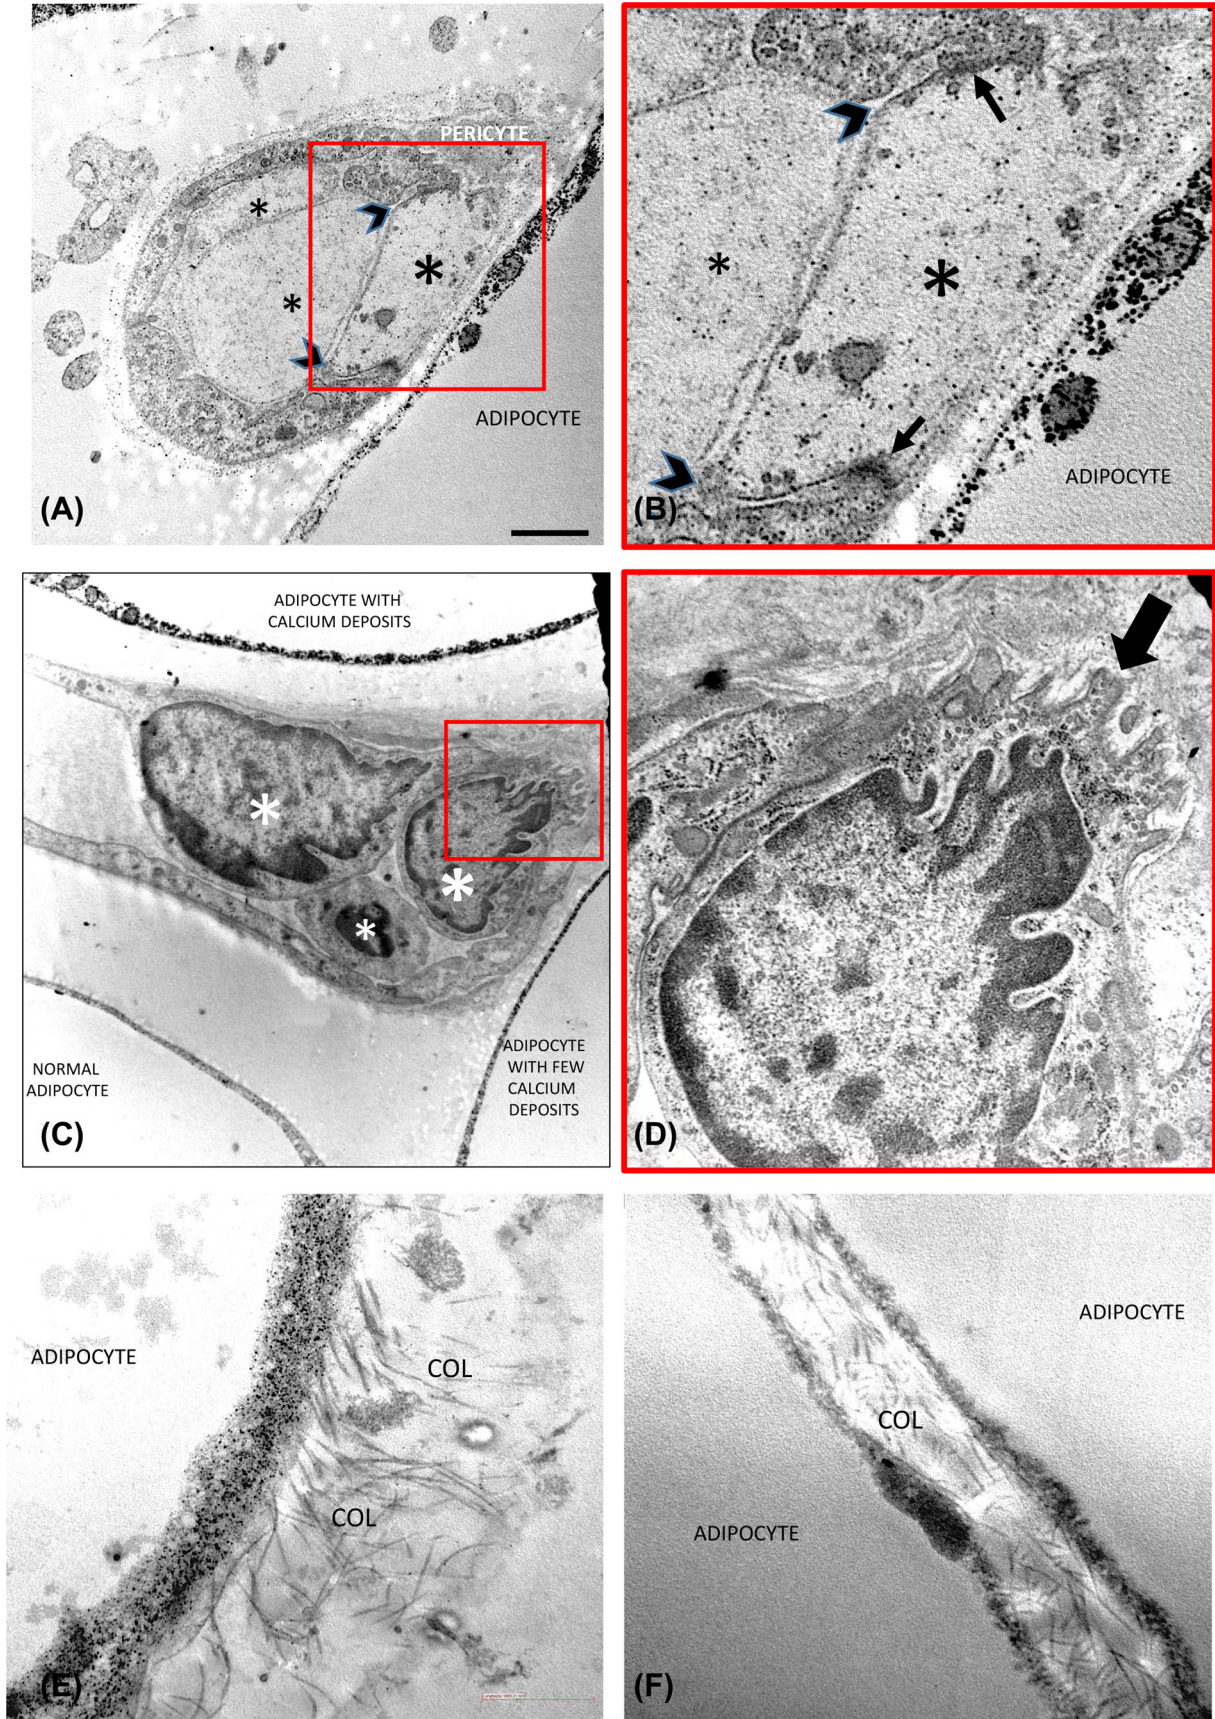 PERICYTE
*
*
*
ADIPOCYTE
(A)
*
*
ADIPOCYTE
(B)
ADIPOCYTE WITH
CALCIUM DEPOSITS
*
*
*
NORMAL
ADIPOCYTE
ADIPOCYTE
WITH FEW
CALCIUM
DEPOSITS
(C)
(D)
ADIPOCYTE
COL
COL
(E)
ADIPOCYTE
COL
ADIPOCYTE
(F)